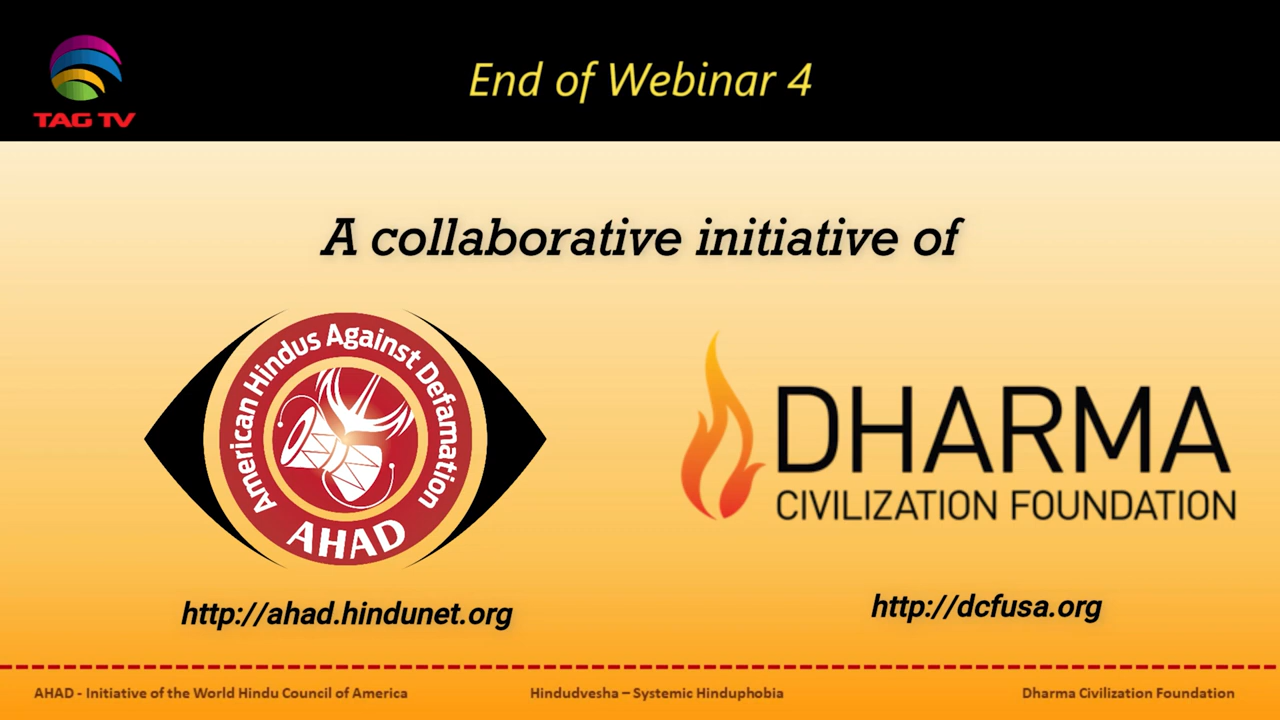 TAG TV
End of Webinar 4
A collaborative initiative of
American Hindus Against Defamation
AHAD
DHARMA
CIVILIZATION FOUNDATION
http://ahad.hindunet.org
http://dcfusa.org
AHAD - Initiative of the World Hindu Council of America
Hindudvesha – Systemic Hinduphobia
Dharma Civilization Foundation